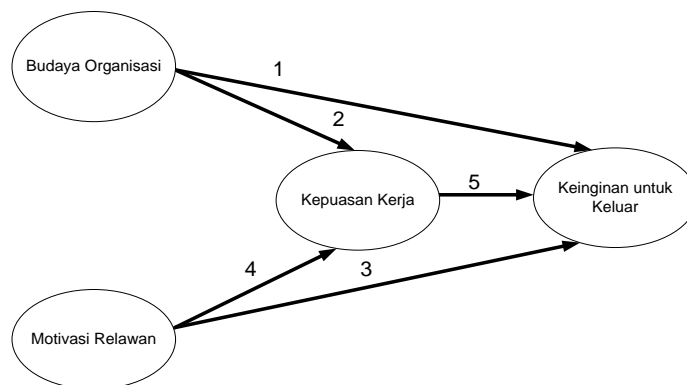 Budaya Organisasi
1
2
Kepuasan Kerja
5
Keinginan untuk
Keluar
4
3
Motivasi Relawan